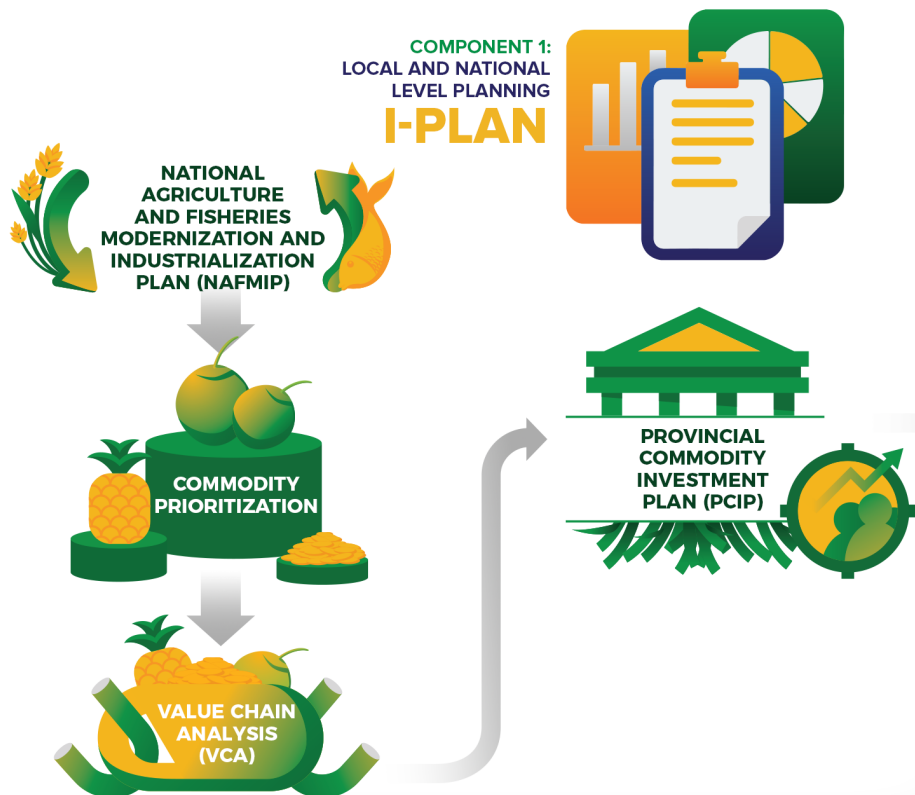 COMPONENT 1:
LOCAL AND NATIONAL
LEVEL PLANNING
I-PLAN
NATIONAL
AGRICULTURE
AND FISHERIES
MODERNIZATION AND
INDUSTRIALIZATION
PLAN (NAFMIP)
COMMODITY
PRIORITIZATION
VALUE CHAIN
ANALYSIS
(VCA)
PROVINCIAL
COMMODITY
INVESTMENT
PLAN (PCIP)